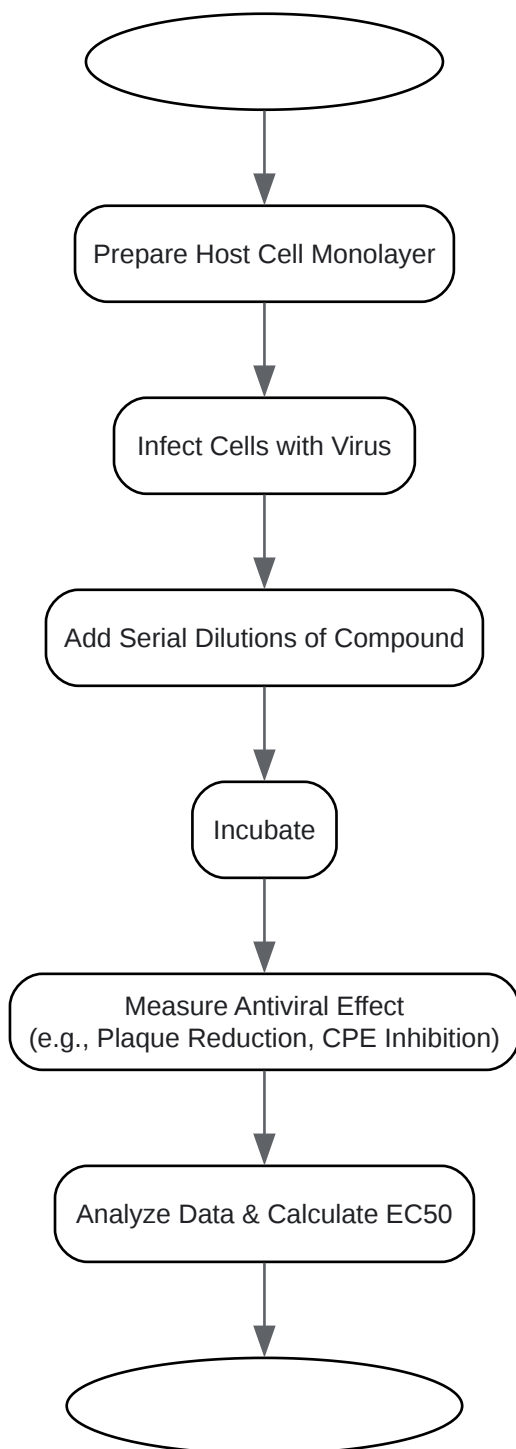 Prepare Host Cell Monolayer
Infect Cells with Virus
Add Serial Dilutions of Compound
Incubate
Measure Antiviral Effect
(e.g., Plaque Reduction, CPE Inhibition)
Analyze Data & Calculate EC50